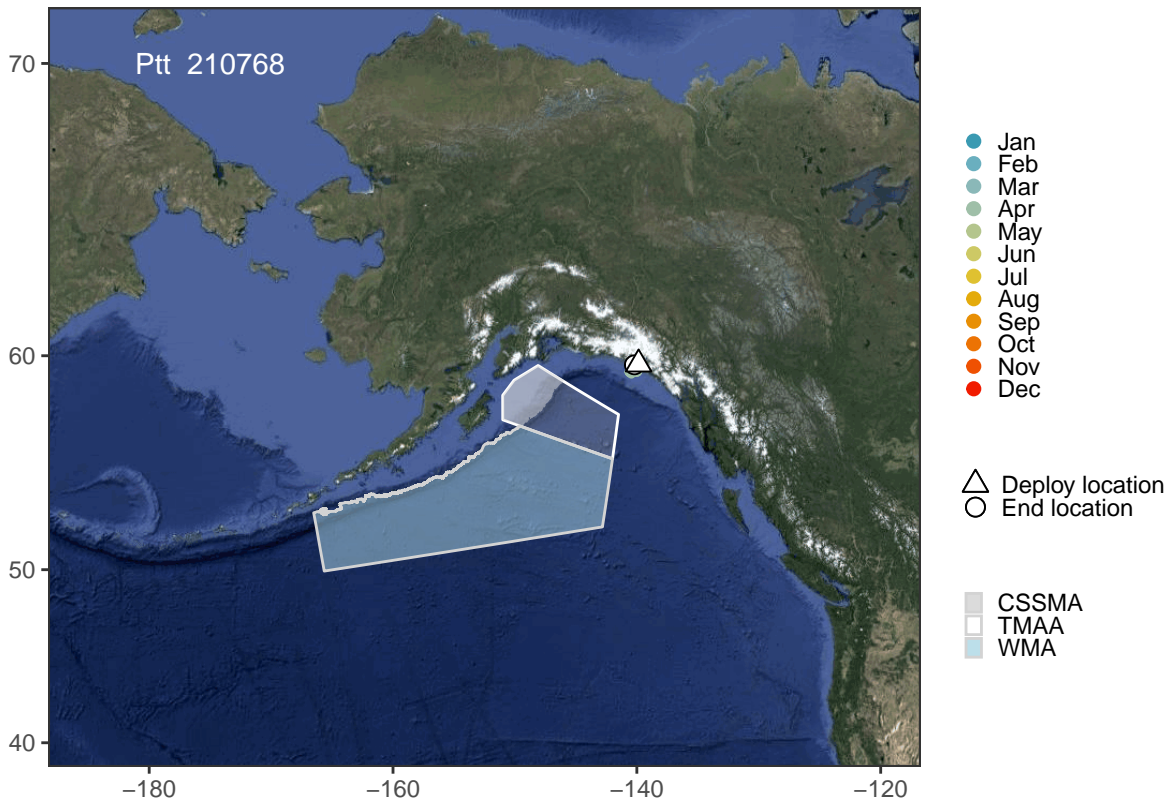 Ptt 210768
70
60
50
40
−180
−160
−140
−120
Jan
Feb
Mar
Apr
May
Jun
Jul
Aug
Sep
Oct
Nov
Dec
Deploy location
End location
CSSMA
TMAA
WMA